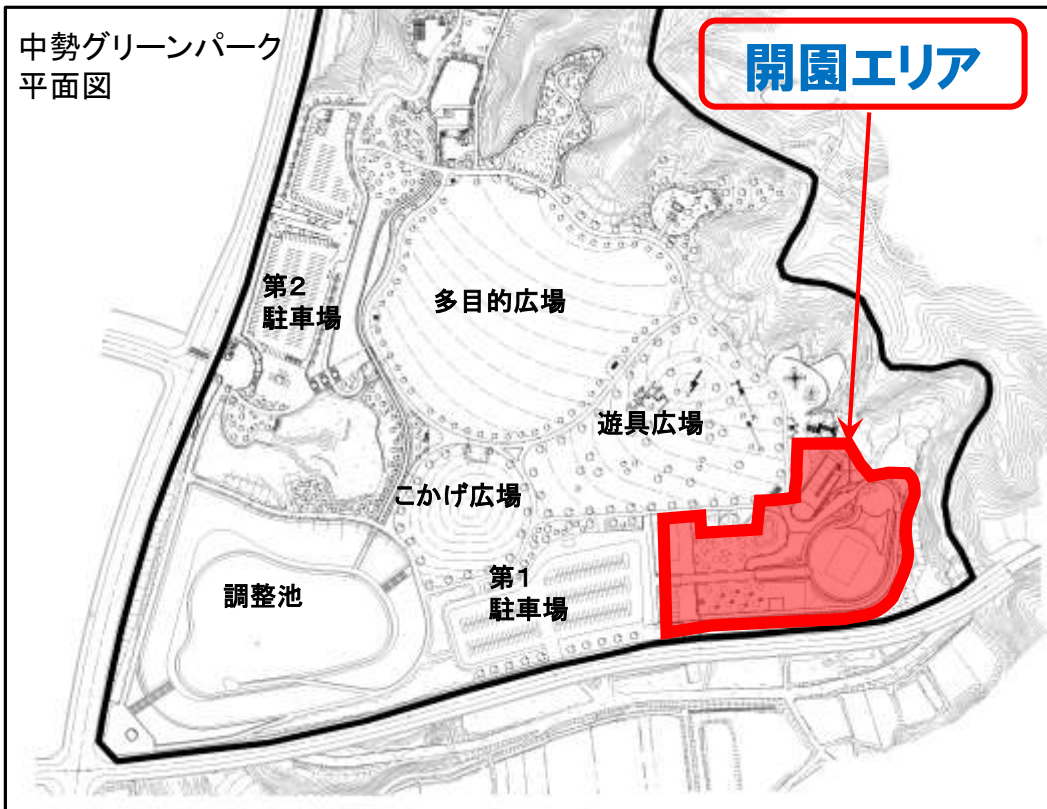 中勢グリーンパーク
平面図
開園エリア
第2
駐車場
多目的広場
遊具広場
こかげ広場
第1
駐車場
調整池